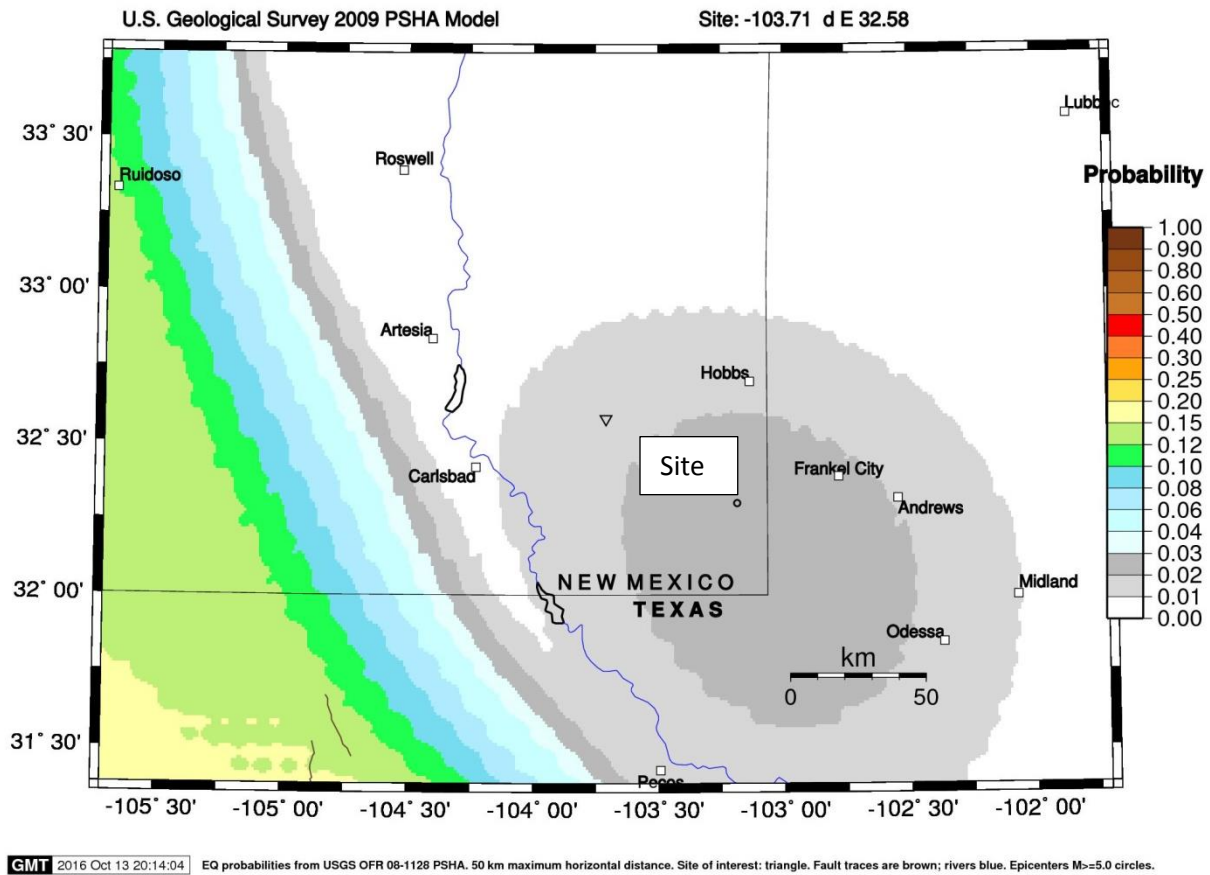 U.S. Geological Survey 2009 PSHA Model
Site: -103.71 d E 32.58
Lubbc
33° 30'
Roswell
Ruidoso
Probability
1.00
0.90
0.80
0.60
0.50
0.40
0.30
0.25
0.20
0.15
0.12
0.10
0.08
0.06
0.04
0.03
0.02
0.01
0.00
33° 00'
Artesia
Hobbs
32° 30'
Site
Carlsbad
Frankel City
Andrews
32° 00'
NEW MEXICO
TEXAS
Midland
Odessa
km
0 50
31° 30'
Pecos
-105 30' -105° 00' -104 30' -104° 00' -103 30' -103° 00' -102 30' -102° 00'
GMT 2016 Oct 13 20:14:04 EQ probabilities from USGS OFR 08-1128 PSHA. 50 km maximum horizontal distance. Site of interest: triangle. Fault traces are brown; rivers blue. Epicenters M>=5.0 circles.